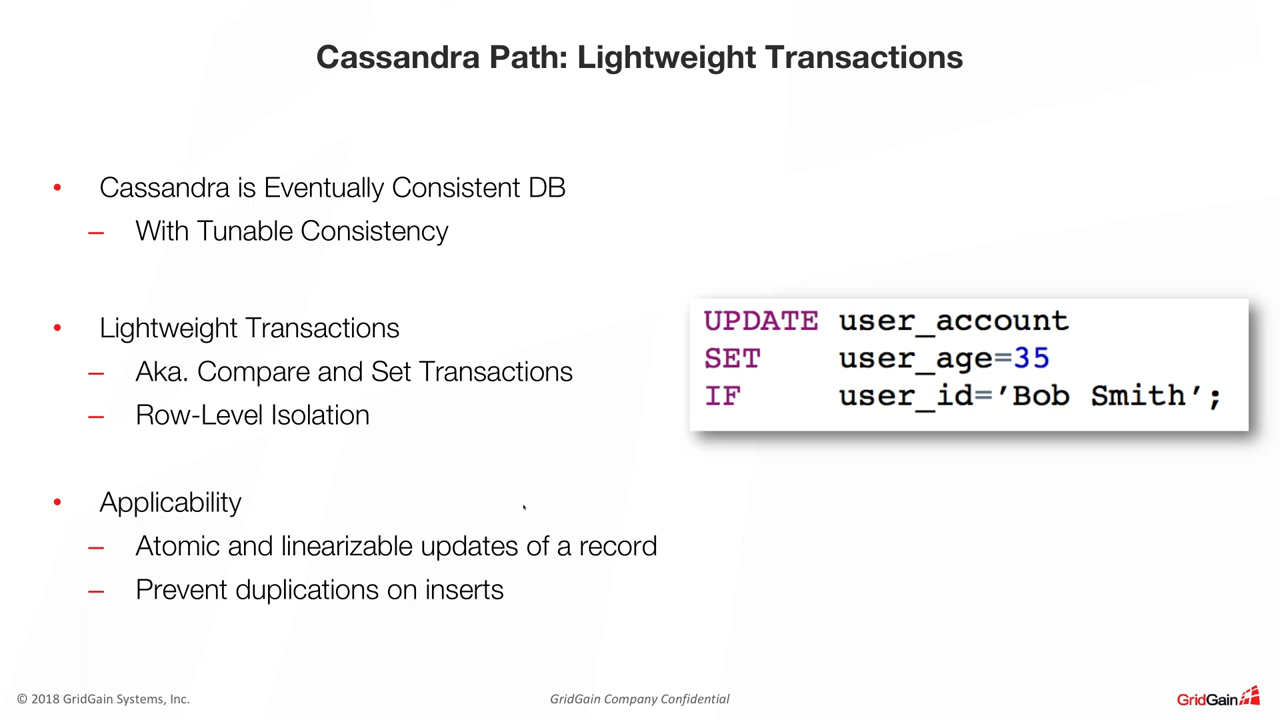 Cassandra Path: Lightweight Transactions
• Cassandra is Eventually Consistent DB
– With Tunable Consistency
• Lightweight Transactions
– Aka. Compare and Set Transactions
– Row-Level Isolation
• Applicability
– Atomic and linearizable updates of a record
– Prevent duplications on inserts
UPDATE user_account
SET user_age=35
IF user_id=’Bob Smith’;
© 2018 GridGain Systems, Inc.
GridGain Company Confidential
GridGain